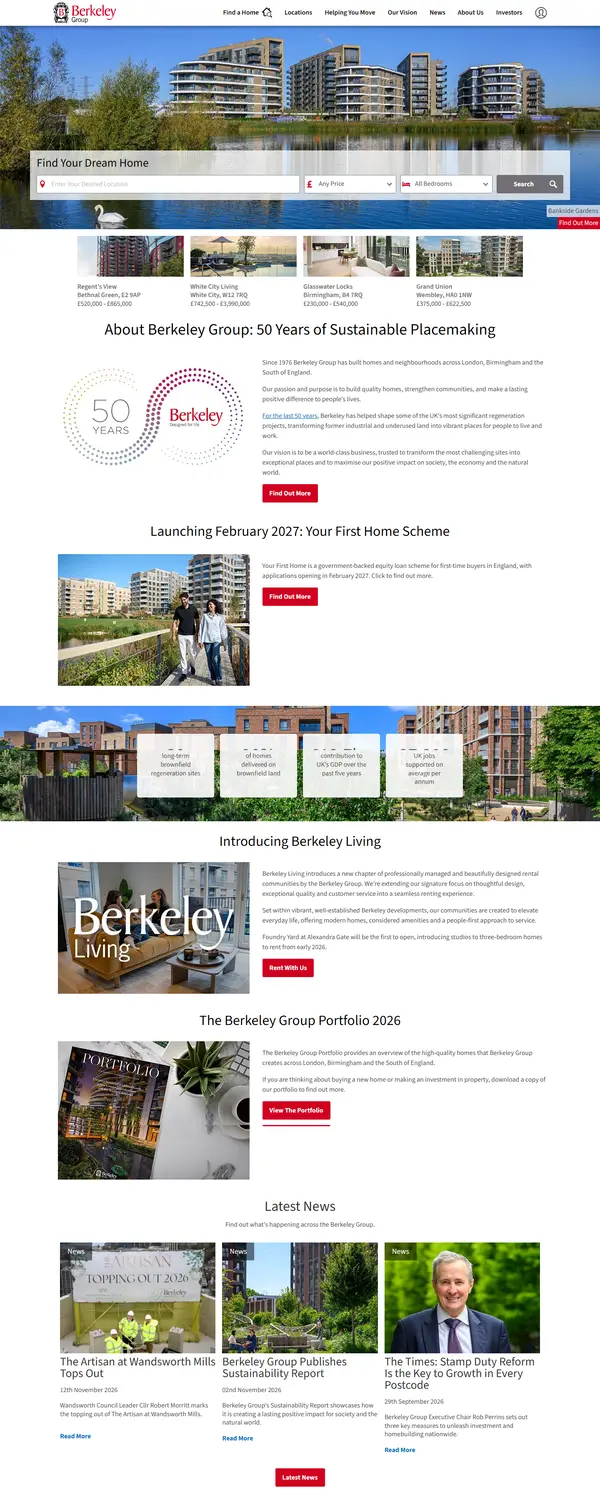 Berkeley
Group
Find a Home
Locations
Helping You Move
Our Vision
News
About Us
Investors
Find Your Dream Home
Enter Your Desired Location
£ Any Price
All Bedrooms
Search
Bankside Gardens
Find Out More
Regent's View
Bethnal Green, E2 9AP
£520,000 - £865,000
White City Living
White City, W12 7RQ
£742,500 - £3,990,000
Glasswater Locks
Birmingham, B4 7RQ
£230,000 - £540,000
Grand Union
Wembley, HA0 1NW
£375,000 - £622,500
About Berkeley Group: 50 Years of Sustainable Placemaking
50
YEARS
Berkeley
Designed for life
Since 1976 Berkeley Group has built homes and neighbourhoods across London, Birmingham and the
South of England.
Our passion and purpose is to build quality homes, strengthen communities, and make a lasting
positive difference to people's lives.
For the last 50 years, Berkeley has helped shape some of the UK's most significant regeneration
projects, transforming former industrial and underused land into vibrant places for people to live and
work.
Our vision is to be a world-class business, trusted to transform the most challenging sites into
exceptional places and to maximise our positive impact on society, the economy and the natural
world.
Find Out More
Launching February 2027: Your First Home Scheme
Your First Home is a government-backed equity loan scheme for first-time buyers in England, with
applications opening in February 2027. Click to find out more.
Find Out More
long-term
brownfield
regeneration sites
of homes
delivered on
brownfield land
contribution to
UK's GDP over the
past five years
UK jobs
supported on
average per
annum
Introducing Berkeley Living
Berkeley
Living
Berkeley Living introduces a new chapter of professionally managed and beautifully designed rental
communities by the Berkeley Group. We're extending our signature focus on thoughtful design,
exceptional quality and customer service into a seamless renting experience.
Set within vibrant, well-established Berkeley developments, our communities are created to elevate
everyday life, offering modern homes, considered amenities and a people-first approach to service.
Foundry Yard at Alexandra Gate will be the first to open, introducing studios to three-bedroom homes
to rent from early 2026.
Rent With Us
The Berkeley Group Portfolio 2026
PORTFOLIO
Berkeley
The Berkeley Group Portfolio provides an overview of the high-quality homes that Berkeley Group
creates across London, Birmingham and the South of England.
If you are thinking about buying a new home or making an investment in property, download a copy of
our portfolio to find out more.
View The Portfolio
Latest News
Find out what's happening across the Berkeley Group.
News
ARTISAN
TOPPING OUT 2026
Berkeley
The Artisan at Wandsworth Mills
Tops Out
12th November 2026
Wandsworth Council Leader Cllr Robert Morritt marks
the topping out of The Artisan at Wandsworth Mills.
Read More
News
Berkeley Group Publishes
Sustainability Report
02nd November 2026
Berkeley Group's Sustainability Report showcases how
it is creating a lasting positive impact for society and the
natural world.
Read More
News
The Times: Stamp Duty Reform
Is the Key to Growth in Every
Postcode
29th September 2026
Berkeley Group Executive Chair Rob Perrins sets out
three key measures to unleash investment and
homebuilding nationwide.
Read More
Latest News